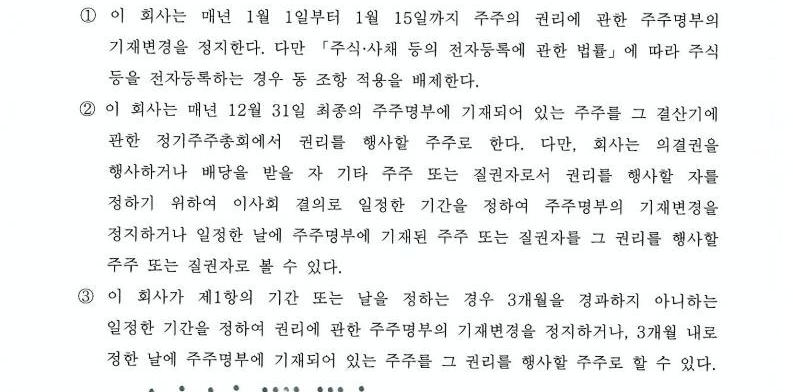 ① 이 회사는 매년 1월 1일부터 1월 15일까지 주주의 권리에 관한 주주명부의
기재변경을 정지한다. 다만 「주식·사채 등의 전자등록에 관한 법률」에 따라 주식
등을 전자등록하는 경우 동 조항 적용을 배제한다.
② 이 회사는 매년 12월 31일 최종의 주주명부에 기재되어 있는 주주를 그 결산기에
관한 정기주주총회에서 권리를 행사할 주주로 한다. 다만, 회사는 의결권을
행사하거나 배당을 받을 자 기타 주주 또는 질권자로서 권리를 행사할 자를
정하기 위하여 이사회 결의로 일정한 기간을 정하여 주주명부의 기재변경을
정지하거나 일정한 날에 주주명부에 기재된 주주 또는 질권자를 그 권리를 행사할
주주 또는 질권자로 볼 수 있다.
③ 이 회사가 제1항의 기간 또는 날을 정하는 경우 3개월을 경과하지 아니하는
일정한 기간을 정하여 권리에 관한 주주명부의 기재변경을 정지하거나, 3개월 내로
정한 날에 주주명부에 기재되어 있는 주주를 그 권리를 행사할 주주로 할 수 있다.